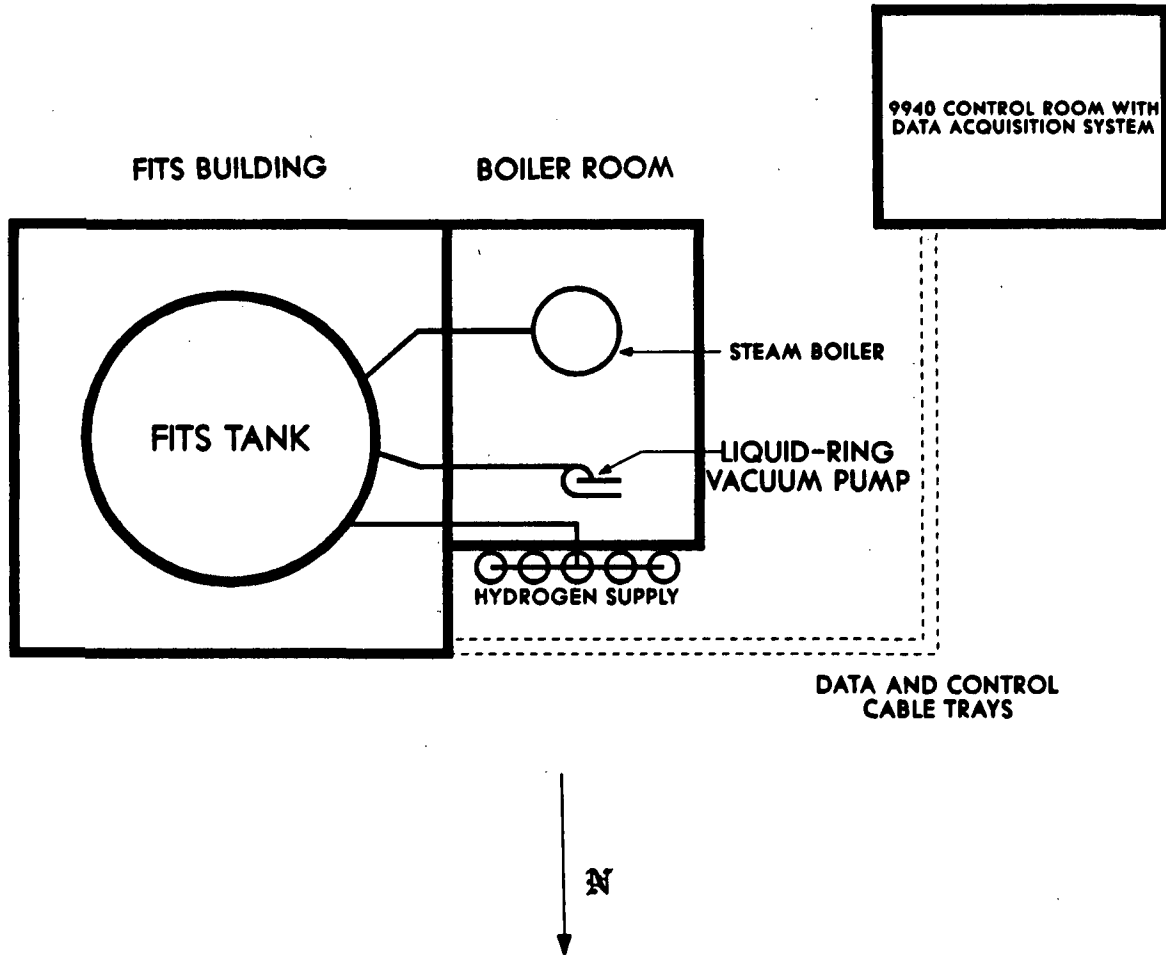 9940 CONTROL ROOM WITH
DATA ACQUISITION SYSTEM
FITS BUILDING
BOILER ROOM
STEAM BOILER
FITS TANK
LIQUID-RING
VACUUM PUMP
HYDROGEN SUPPLY
DATA AND CONTROL
CABLE TRAYS
N